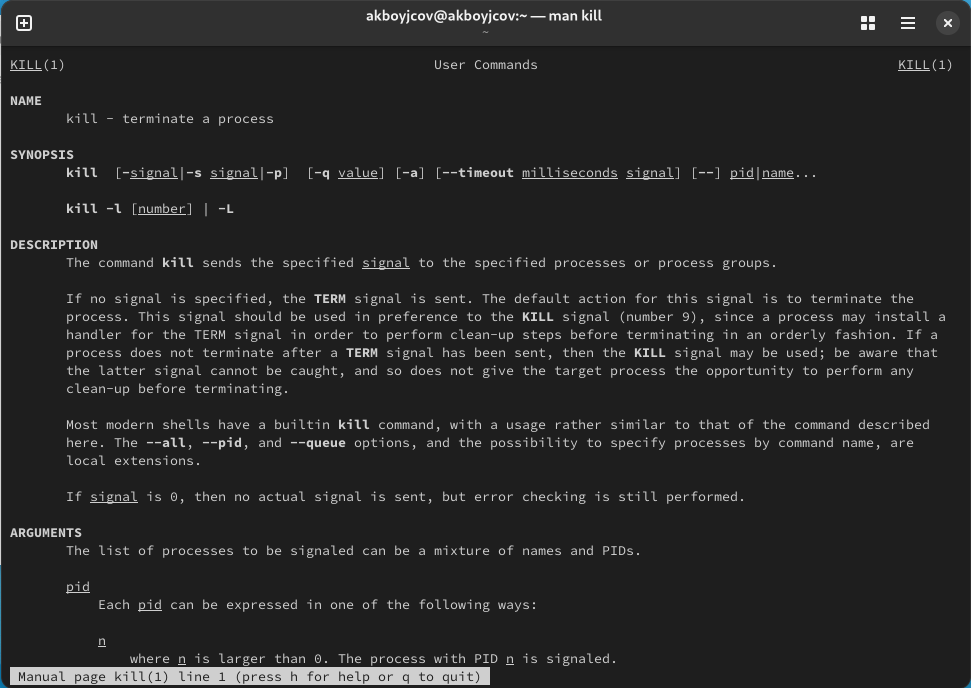 akboyjcov@akboyjcov:~ — man kill
~
KILL(1) User Commands KILL(1)
NAME
kill - terminate a process
SYNOPSIS
kill [-signal|-s signal|-p] [-q value] [-a] [--timeout milliseconds signal] [--] pid|name...
kill -l [number] | -L
DESCRIPTION
The command kill sends the specified signal to the specified processes or process groups.
If no signal is specified, the TERM signal is sent. The default action for this signal is to terminate the
process. This signal should be used in preference to the KILL signal (number 9), since a process may install a
handler for the TERM signal in order to perform clean-up steps before terminating in an orderly fashion. If a
process does not terminate after a TERM signal has been sent, then the KILL signal may be used; be aware that
the latter signal cannot be caught, and so does not give the target process the opportunity to perform any
clean-up before terminating.
Most modern shells have a builtin kill command, with a usage rather similar to that of the command described
here. The --all, --pid, and --queue options, and the possibility to specify processes by command name, are
local extensions.
If signal is 0, then no actual signal is sent, but error checking is still performed.
ARGUMENTS
The list of processes to be signaled can be a mixture of names and PIDs.
pid
Each pid can be expressed in one of the following ways:
n
where n is larger than 0. The process with PID n is signaled.
Manual page kill(1) line 1 (press h for help or q to quit)